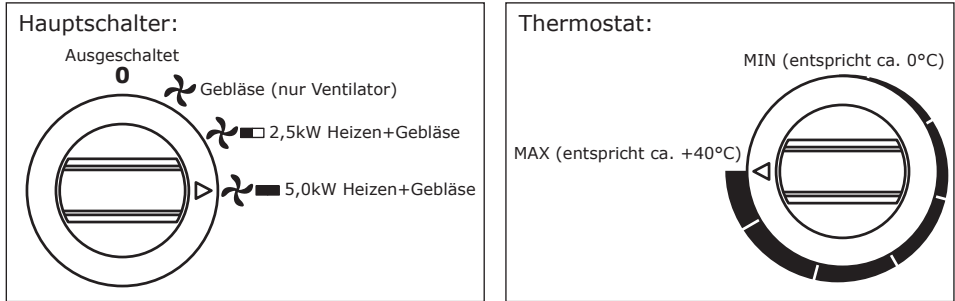 Hauptschalter:
Ausgeschaltet
0
Gebläse (nur Ventilator)
2,5kW Heizen+Gebläse
5,0kW Heizen+Gebläse
Thermostat:
MIN (entspricht ca. 0°C)
MAX (entspricht ca. +40°C)